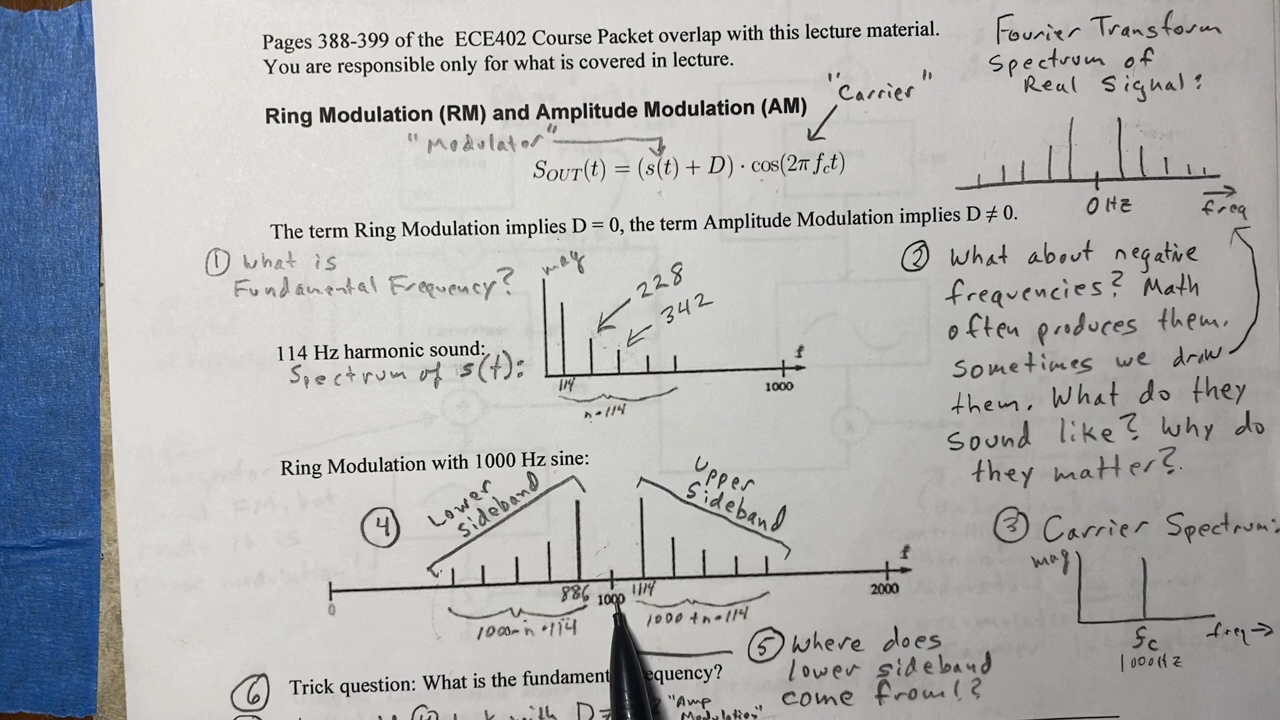 Pages 388-399 of the ECE402 Course Packet overlap with this lecture material.
You are responsible only for what is covered in lecture.
Fourier Transform
Spectrum of
Real Signal:
"Carrier"
Ring Modulation (RM) and Amplitude Modulation (AM)
"Modulator"
S_OUT(t) = (s(t) + D) · cos(2π f_c t)
0 Hz
freq
The term Ring Modulation implies D = 0, the term Amplitude Modulation implies D ≠ 0.
① What is
Fundamental Frequency?
mag
228
342
② What about negative
frequencies? Math
often produces them.
Sometimes we draw
them. What do they
sound like? Why do
they matter?
114 Hz harmonic sound:
Spectrum of s(t):
f
114
1000
n·114
Ring Modulation with 1000 Hz sine:
④
Lower
sideband
Upper
sideband
f
0
886
1000
1114
2000
1000-n·114
1000+n·114
③ Carrier Spectrum:
mag
f_c
freq→
1000Hz
⑤ Where does
lower sideband
come from!?
⑥
Trick question: What is the fundament equency?
with D=
"Amp
Modulation"